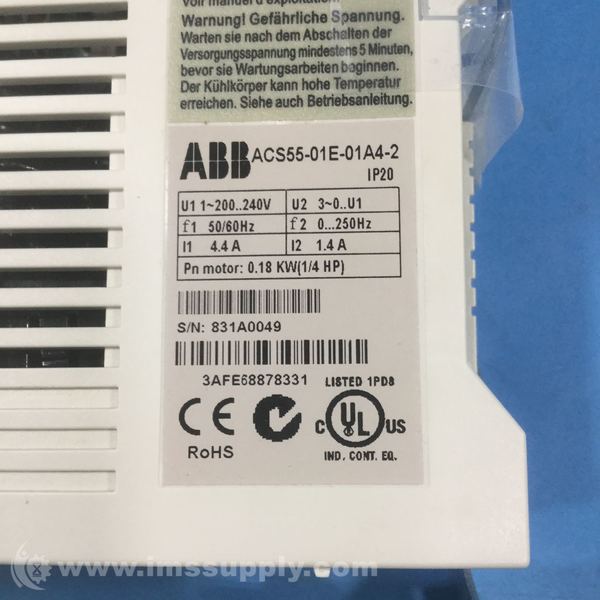 voir manuel d'exploitation.
Warnung! Gefährliche Spannung.
Warten sie nach dem Abschalten der
Versorgungsspannung mindestens 5 Minuten,
bevor sie Wartungsarbeiten beginnen.
Der Kühlkörper kann hohe Temperatur
erreichen. Siehe auch Betriebsanleitung.
ABB ACS55-01E-01A4-2
IP20
U1 1~200..240V U2 3~0..U1
f1 50/60Hz f2 0...250Hz
I1 4.4 A I2 1.4 A
Pn motor: 0.18 KW(1/4 HP)
S/N: 831A0049
3AFE68878331 LISTED 1PD8
CE N C UL US
RoHS IND. CONT. EQ.
www.imssupply.com